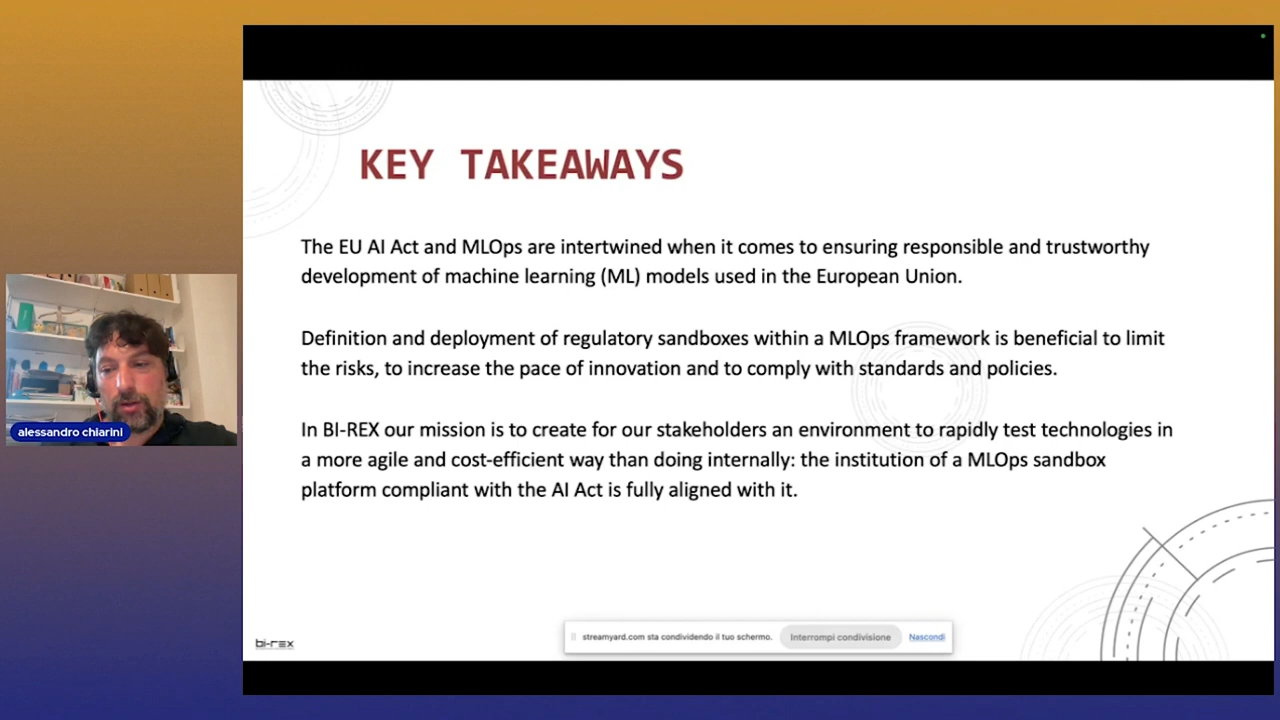 KEY TAKEAWAYS
The EU AI Act and MLOps are intertwined when it comes to ensuring responsible and trustworthy
development of machine learning (ML) models used in the European Union.
Definition and deployment of regulatory sandboxes within a MLOps framework is beneficial to limit
the risks, to increase the pace of innovation and to comply with standards and policies.
In BI-REX our mission is to create for our stakeholders an environment to rapidly test technologies in
a more agile and cost-efficient way than doing internally: the institution of a MLOps sandbox
platform compliant with the AI Act is fully aligned with it.
alessandro chiarini
bi-rex
streamyard.com sta condividendo il tuo schermo. Interrompi condivisione Nascondi